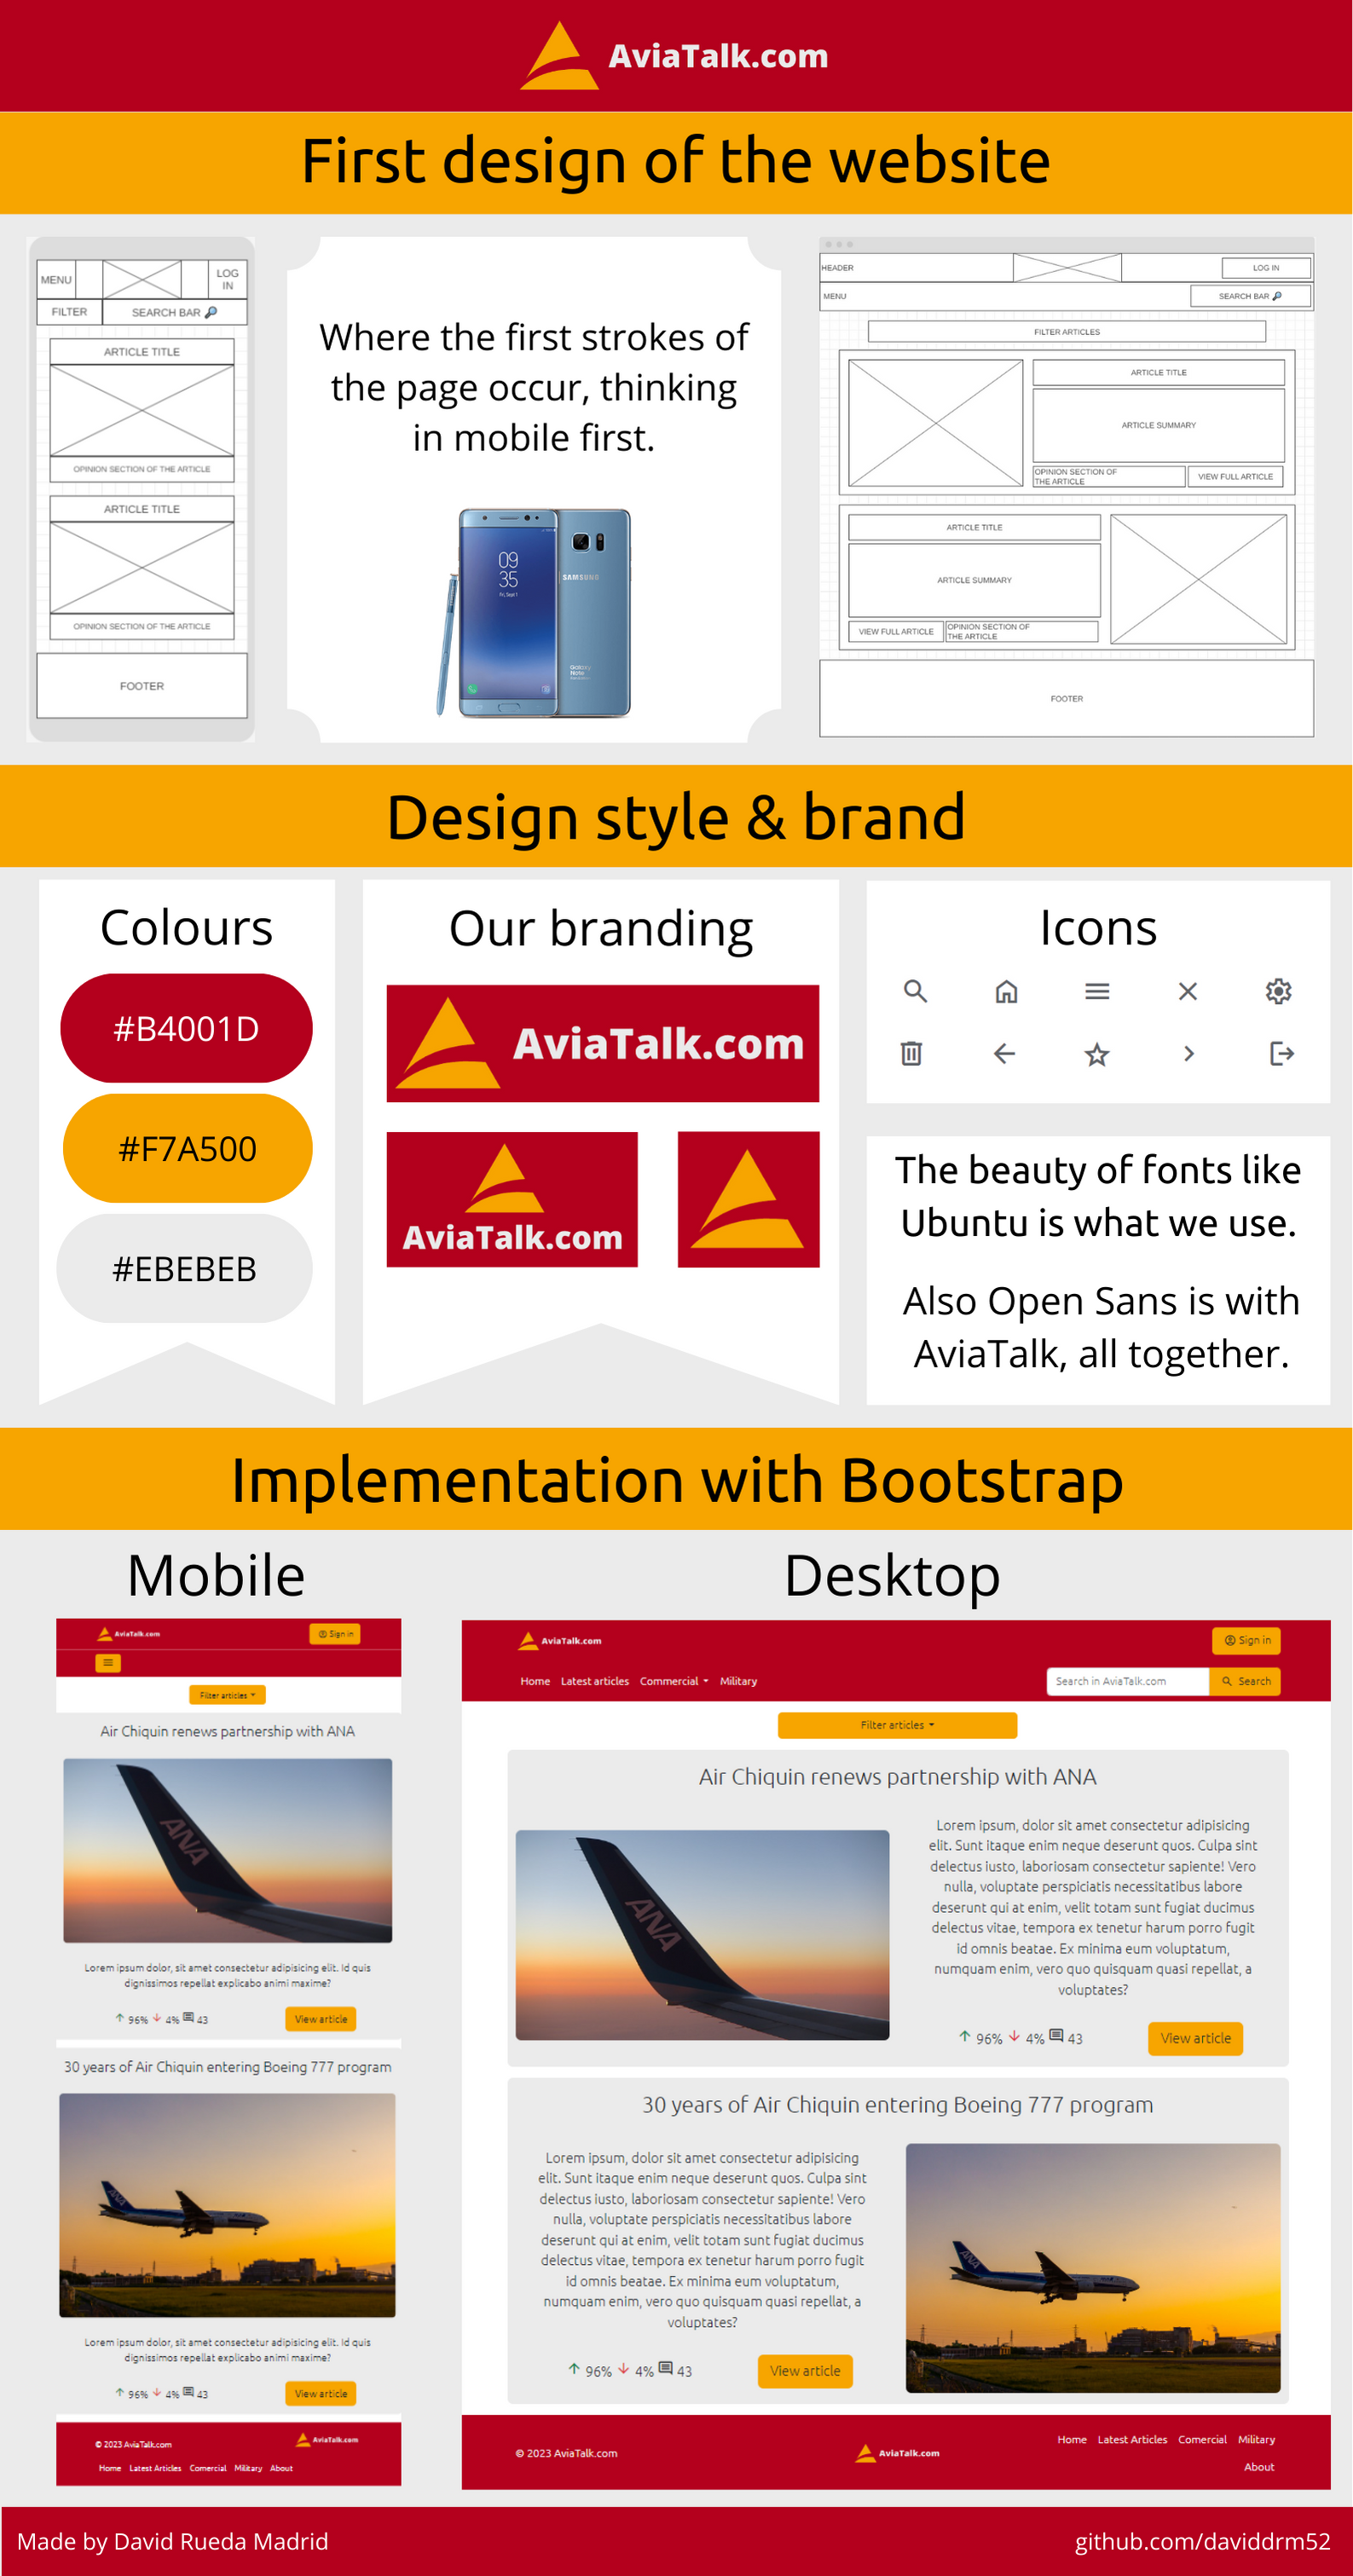 AviaTalk.com
First design of the website
MENU
LOG
IN
FILTER
SEARCH BAR
ARTICLE TITLE
OPINION SECTION OF THE ARTICLE
ARTICLE TITLE
OPINION SECTION OF THE ARTICLE
FOOTER
Where the first strokes of
the page occur, thinking
in mobile first.
09
35
Fri, Sept 1
SAMSUNG
Galaxy
Note
HEADER
LOG IN
MENU
SEARCH BAR
FILTER ARTICLES
ARTICLE TITLE
ARTICLE SUMMARY
OPINION SECTION OF
THE ARTICLE
VIEW FULL ARTICLE
ARTICLE TITLE
ARTICLE SUMMARY
VIEW FULL ARTICLE
OPINION SECTION OF
THE ARTICLE
FOOTER
Design style & brand
Colours
#B4001D
#F7A500
#EBEBEB
Our branding
AviaTalk.com
AviaTalk.com
Icons
The beauty of fonts like
Ubuntu is what we use.
Also Open Sans is with
AviaTalk, all together.
Implementation with Bootstrap
Mobile
AviaTalk.com
Sign in
Filter articles
Air Chiquin renews partnership with ANA
ANA
Lorem ipsum dolor, sit amet consectetur adipisicing elit. Id quis
dignissimos repellat explicabo animi maxime?
96% 4% 43
View article
30 years of Air Chiquin entering Boeing 777 program
ANA
Lorem ipsum dolor, sit amet consectetur adipisicing elit. Id quis
dignissimos repellat explicabo animi maxime?
96% 4% 43
View article
© 2023 AviaTalk.com
AviaTalk.com
Home Latest Articles Comercial Military About
Desktop
AviaTalk.com
Sign in
Home Latest articles Commercial Military
Search in AviaTalk.com
Search
Filter articles
Air Chiquin renews partnership with ANA
ANA
Lorem ipsum, dolor sit amet consectetur adipisicing
elit. Sunt itaque enim neque deserunt quos. Culpa sint
delectus iusto, laboriosam consectetur sapiente! Vero
nulla, voluptate perspiciatis necessitatibus labore
deserunt qui at enim, velit totam sunt fugiat ducimus
delectus vitae, tempora ex tenetur harum porro fugit
id omnis beatae. Ex minima eum voluptatum,
numquam enim, vero quo quisquam quasi repellat, a
voluptates?
96% 4% 43
View article
30 years of Air Chiquin entering Boeing 777 program
Lorem ipsum, dolor sit amet consectetur adipisicing
elit. Sunt itaque enim neque deserunt quos. Culpa sint
delectus iusto, laboriosam consectetur sapiente! Vero
nulla, voluptate perspiciatis necessitatibus labore
deserunt qui at enim, velit totam sunt fugiat ducimus
delectus vitae, tempora ex tenetur harum porro fugit
id omnis beatae. Ex minima eum voluptatum,
numquam enim, vero quo quisquam quasi repellat, a
voluptates?
96% 4% 43
View article
ANA
© 2023 AviaTalk.com
AviaTalk.com
Home Latest Articles Comercial Military
About
Made by David Rueda Madrid
github.com/daviddrm52